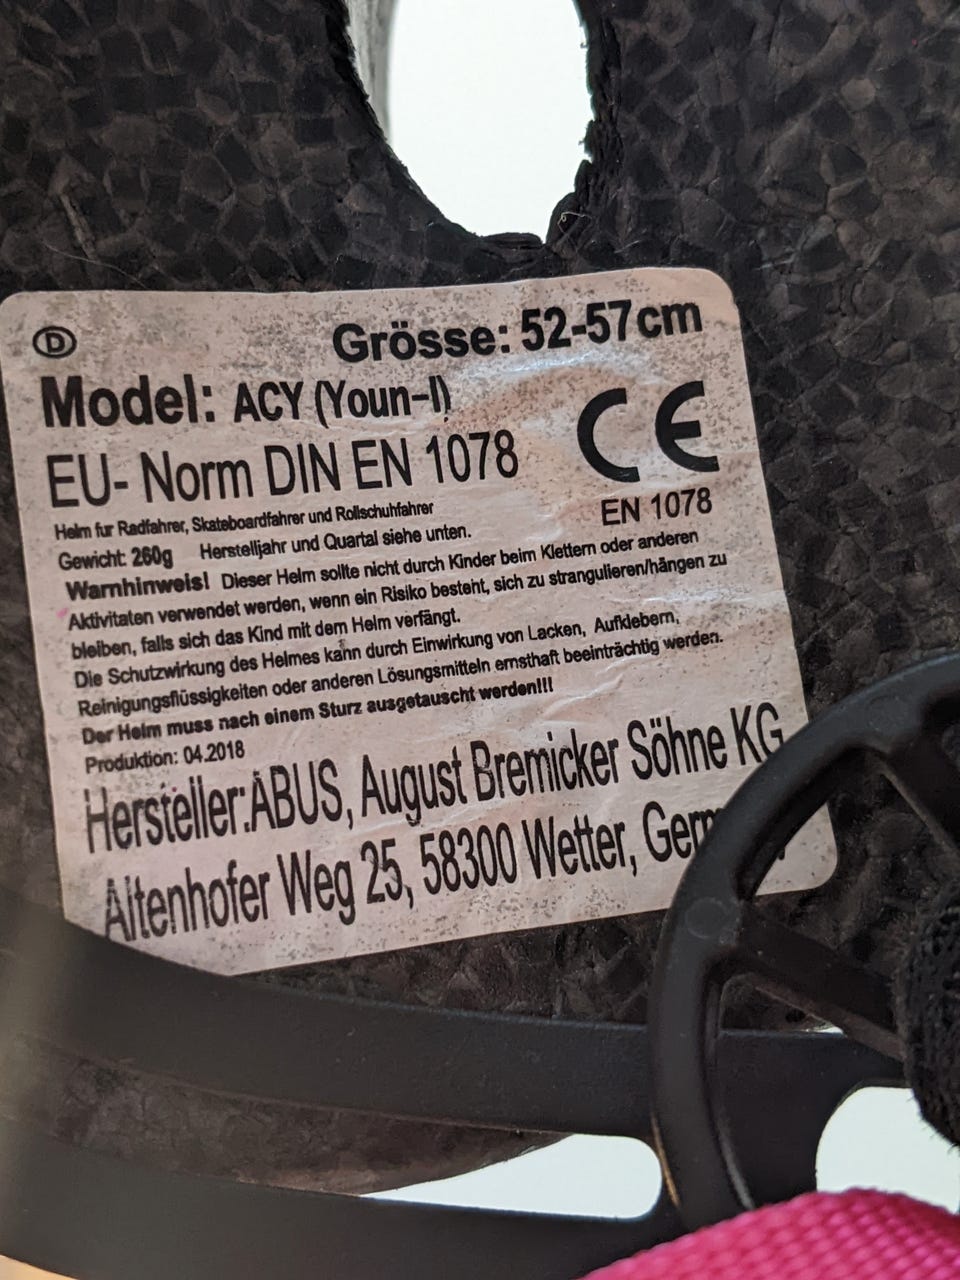 D
Grösse: 52-57cm
Model: ACY (Youn-I)
CE
EU- Norm DIN EN 1078
EN 1078
Helm fur Radfahrer, Skateboardfahrer und Rollschuhfahrer
Gewicht: 260g Herstelljahr und Quartal siehe unten.
Warnhinweis! Dieser Helm sollte nicht durch Kinder beim Klettern oder anderen
Aktivitaten verwendet werden, wenn ein Risiko besteht, sich zu strangulieren/hängen zu
bleiben, falls sich das Kind mit dem Helm verfängt.
Die Schutzwirkung des Helmes kann durch Einwirkung von Lacken, Aufklebern,
Reinigungsflüssigkeiten oder anderen Lösungsmitteln ernsthaft beeinträchtig werden.
Der Helm muss nach einem Sturz ausgetauscht werden!!!
Produktion: 04.2018
Hersteller:ABUS, August Bremicker Söhne KG
Altenhofer Weg 25, 58300 Wetter,